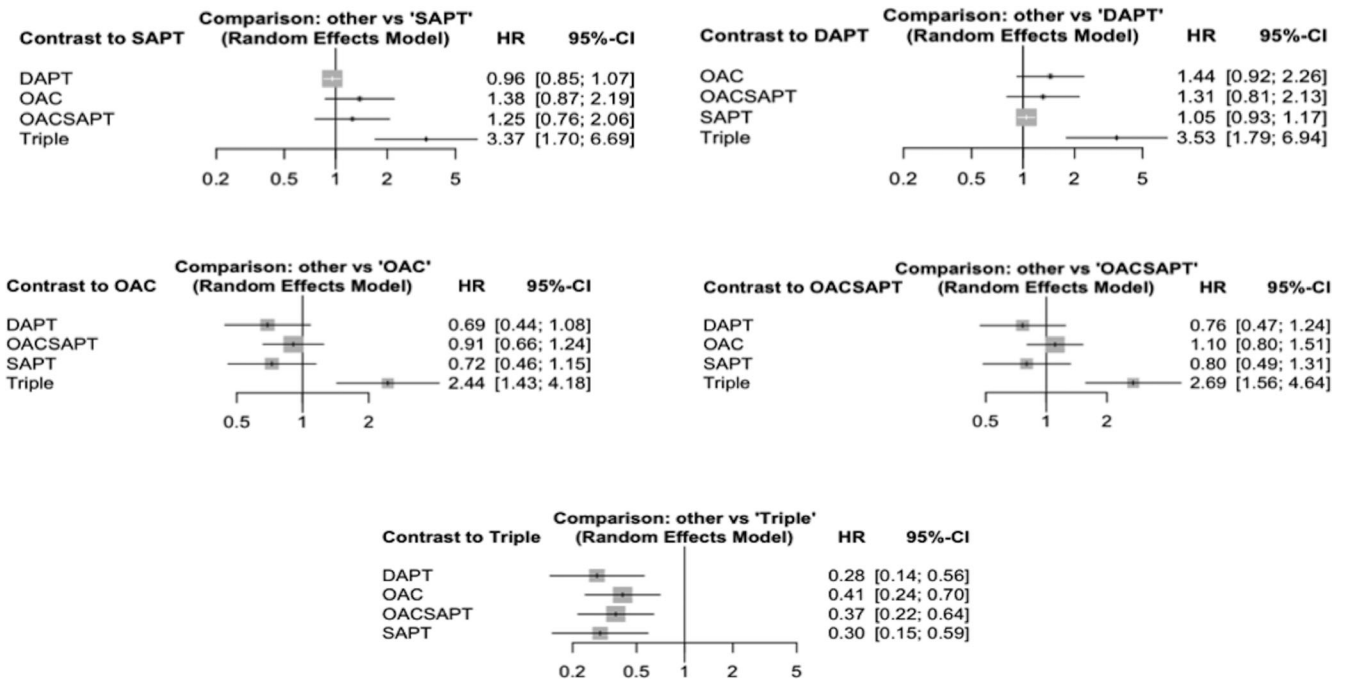 Comparison: other vs 'SAPT'
Contrast to SAPT (Random Effects Model) HR 95%-CI
DAPT 0.96 [0.85; 1.07]
OAC 1.38 [0.87; 2.19]
OACSAPT 1.25 [0.76; 2.06]
Triple 3.37 [1.70; 6.69]
0.2 0.5 1 2 5
Comparison: other vs 'DAPT'
Contrast to DAPT (Random Effects Model) HR 95%-CI
OAC 1.44 [0.92; 2.26]
OACSAPT 1.31 [0.81; 2.13]
SAPT 1.05 [0.93; 1.17]
Triple 3.53 [1.79; 6.94]
0.2 0.5 1 2 5
Comparison: other vs 'OAC'
Contrast to OAC (Random Effects Model) HR 95%-CI
DAPT 0.69 [0.44; 1.08]
OACSAPT 0.91 [0.66; 1.24]
SAPT 0.72 [0.46; 1.15]
Triple 2.44 [1.43; 4.18]
0.5 1 2
Comparison: other vs 'OACSAPT'
Contrast to OACSAPT (Random Effects Model) HR 95%-CI
DAPT 0.76 [0.47; 1.24]
OAC 1.10 [0.80; 1.51]
SAPT 0.80 [0.49; 1.31]
Triple 2.69 [1.56; 4.64]
0.5 1 2
Comparison: other vs 'Triple'
Contrast to Triple (Random Effects Model) HR 95%-CI
DAPT 0.28 [0.14; 0.56]
OAC 0.41 [0.24; 0.70]
OACSAPT 0.37 [0.22; 0.64]
SAPT 0.30 [0.15; 0.59]
0.2 0.5 1 2 5